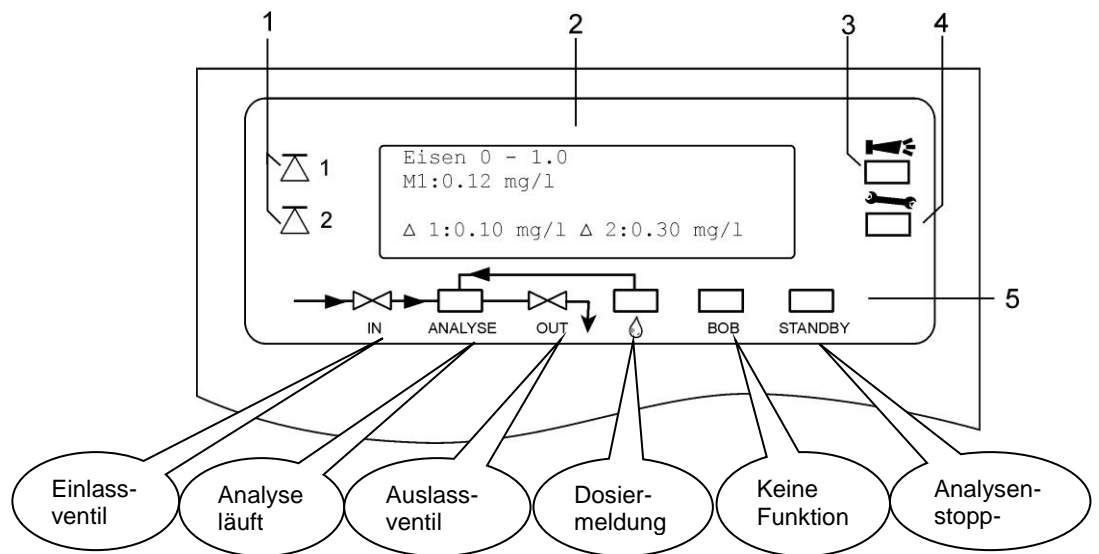 1
2
3
4
1
2
Eisen 0 - 1.0
M1:0.12 mg/l
△ 1:0.10 mg/l △ 2:0.30 mg/l
5
IN
ANALYSE
OUT
BOB
STANDBY
Einlass-
ventil
Analyse
läuft
Auslass-
ventil
Dosier-
meldung
Keine
Funktion
Analysen-
stopp-